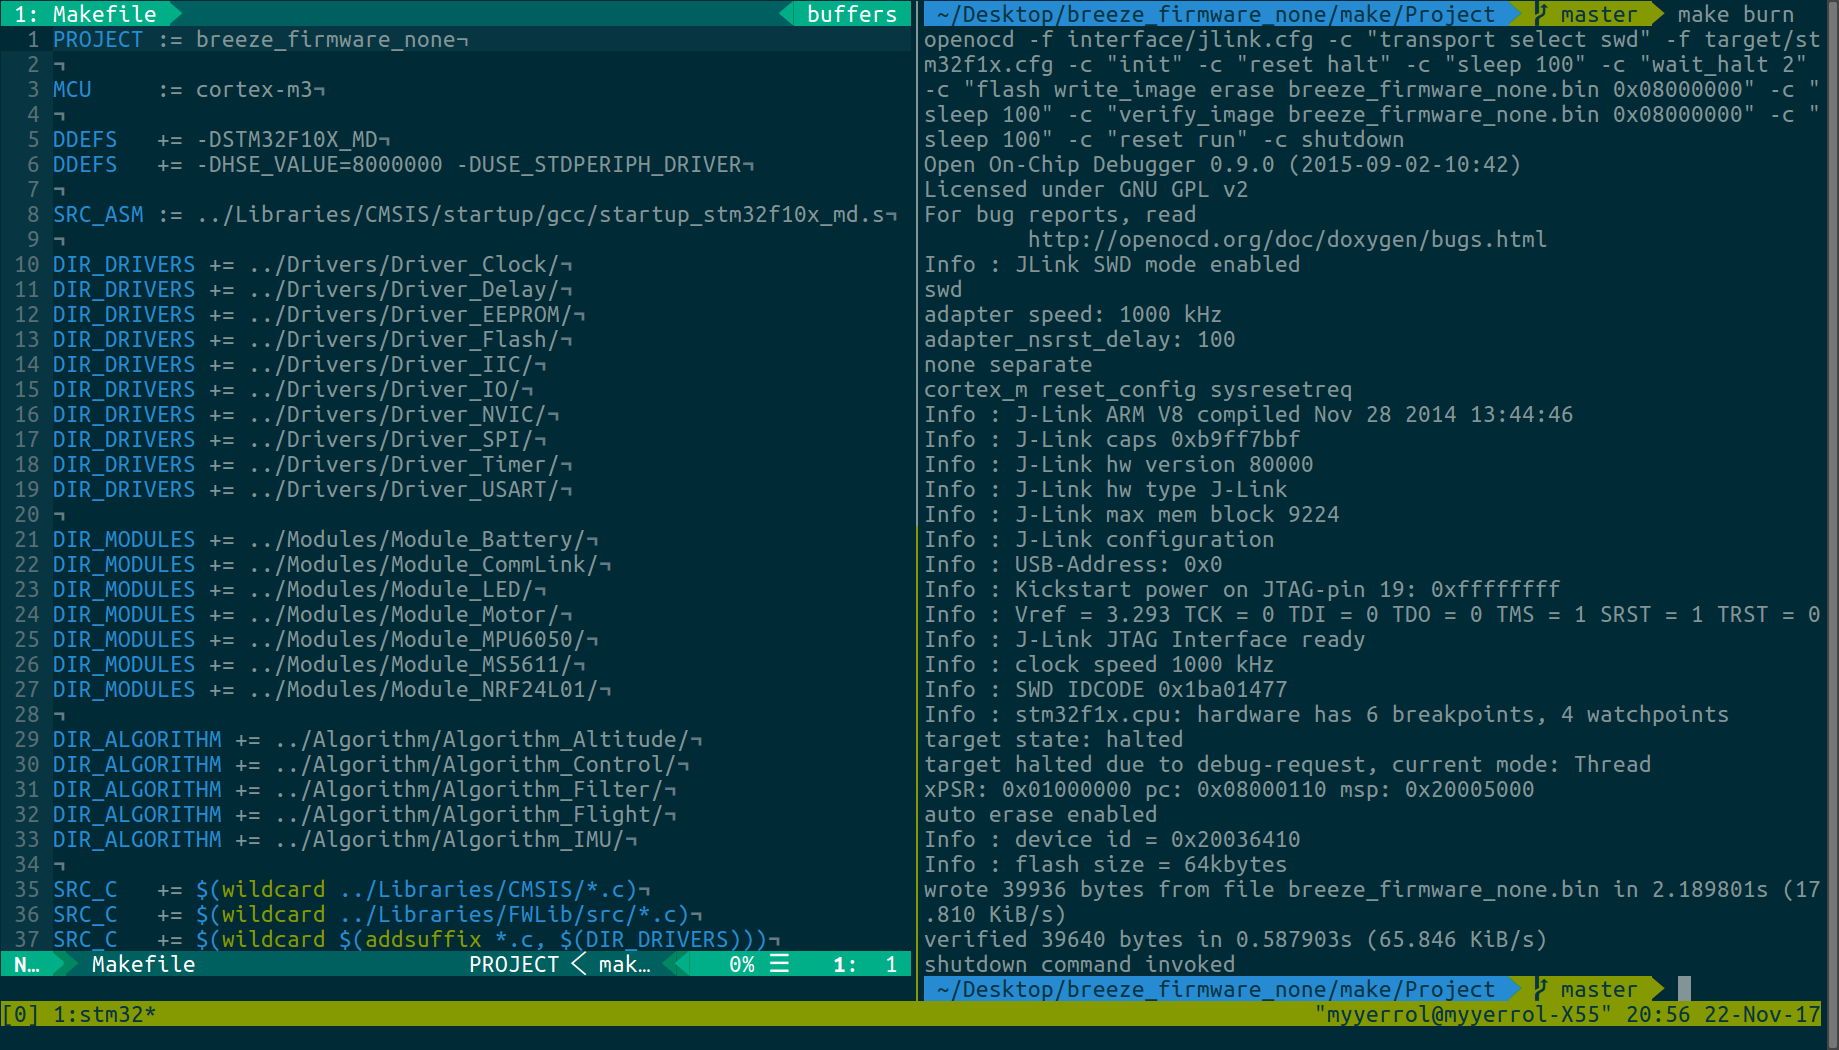 1: Makefile buffers
1 PROJECT := breeze_firmware_none¬
2 ¬
3 MCU     := cortex-m3¬
4 ¬
5 DDEFS   += -DSTM32F10X_MD¬
6 DDEFS   += -DHSE_VALUE=8000000 -DUSE_STDPERIPH_DRIVER¬
7 ¬
8 SRC_ASM := ../Libraries/CMSIS/startup/gcc/startup_stm32f10x_md.s¬
9 ¬
10 DIR_DRIVERS += ../Drivers/Driver_Clock/¬
11 DIR_DRIVERS += ../Drivers/Driver_Delay/¬
12 DIR_DRIVERS += ../Drivers/Driver_EEPROM/¬
13 DIR_DRIVERS += ../Drivers/Driver_Flash/¬
14 DIR_DRIVERS += ../Drivers/Driver_IIC/¬
15 DIR_DRIVERS += ../Drivers/Driver_IO/¬
16 DIR_DRIVERS += ../Drivers/Driver_NVIC/¬
17 DIR_DRIVERS += ../Drivers/Driver_SPI/¬
18 DIR_DRIVERS += ../Drivers/Driver_Timer/¬
19 DIR_DRIVERS += ../Drivers/Driver_USART/¬
20 ¬
21 DIR_MODULES += ../Modules/Module_Battery/¬
22 DIR_MODULES += ../Modules/Module_CommLink/¬
23 DIR_MODULES += ../Modules/Module_LED/¬
24 DIR_MODULES += ../Modules/Module_Motor/¬
25 DIR_MODULES += ../Modules/Module_MPU6050/¬
26 DIR_MODULES += ../Modules/Module_MS5611/¬
27 DIR_MODULES += ../Modules/Module_NRF24L01/¬
28 ¬
29 DIR_ALGORITHM += ../Algorithm/Algorithm_Altitude/¬
30 DIR_ALGORITHM += ../Algorithm/Algorithm_Control/¬
31 DIR_ALGORITHM += ../Algorithm/Algorithm_Filter/¬
32 DIR_ALGORITHM += ../Algorithm/Algorithm_Flight/¬
33 DIR_ALGORITHM += ../Algorithm/Algorithm_IMU/¬
34 ¬
35 SRC_C   += $(wildcard ../Libraries/CMSIS/*.c)¬
36 SRC_C   += $(wildcard ../Libraries/FWLib/src/*.c)¬
37 SRC_C   += $(wildcard $(addsuffix *.c, $(DIR_DRIVERS)))¬
N… Makefile PROJECT < mak… 0% ☰ 1: 1
~/Desktop/breeze_firmware_none/make/Project master make burn
openocd -f interface/jlink.cfg -c "transport select swd" -f target/st
m32f1x.cfg -c "init" -c "reset halt" -c "sleep 100" -c "wait_halt 2"
-c "flash write_image erase breeze_firmware_none.bin 0x08000000" -c "
sleep 100" -c "verify_image breeze_firmware_none.bin 0x08000000" -c "
sleep 100" -c "reset run" -c shutdown
Open On-Chip Debugger 0.9.0 (2015-09-02-10:42)
Licensed under GNU GPL v2
For bug reports, read
http://openocd.org/doc/doxygen/bugs.html
Info : JLink SWD mode enabled
swd
adapter speed: 1000 kHz
adapter_nsrst_delay: 100
none separate
cortex_m reset_config sysresetreq
Info : J-Link ARM V8 compiled Nov 28 2014 13:44:46
Info : J-Link caps 0xb9ff7bbf
Info : J-Link hw version 80000
Info : J-Link hw type J-Link
Info : J-Link max mem block 9224
Info : J-Link configuration
Info : USB-Address: 0x0
Info : Kickstart power on JTAG-pin 19: 0xffffffff
Info : Vref = 3.293 TCK = 0 TDI = 0 TDO = 0 TMS = 1 SRST = 1 TRST = 0
Info : J-Link JTAG Interface ready
Info : clock speed 1000 kHz
Info : SWD IDCODE 0x1ba01477
Info : stm32f1x.cpu: hardware has 6 breakpoints, 4 watchpoints
target state: halted
target halted due to debug-request, current mode: Thread
xPSR: 0x01000000 pc: 0x08000110 msp: 0x20005000
auto erase enabled
Info : device id = 0x20036410
Info : flash size = 64kbytes
wrote 39936 bytes from file breeze_firmware_none.bin in 2.189801s (17
.810 KiB/s)
verified 39640 bytes in 0.587903s (65.846 KiB/s)
shutdown command invoked
~/Desktop/breeze_firmware_none/make/Project master
[0] 1:stm32* "myyerrol@myyerrol-X55" 20:56 22-Nov-17